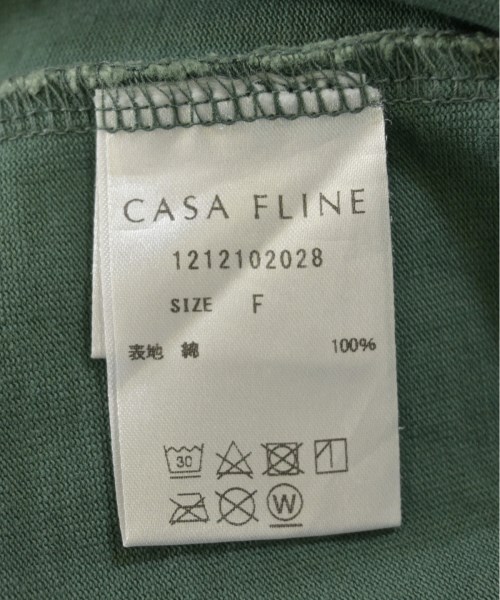 CASA FLINE
1212102028
SIZE F
表地 綿 100%
30
W